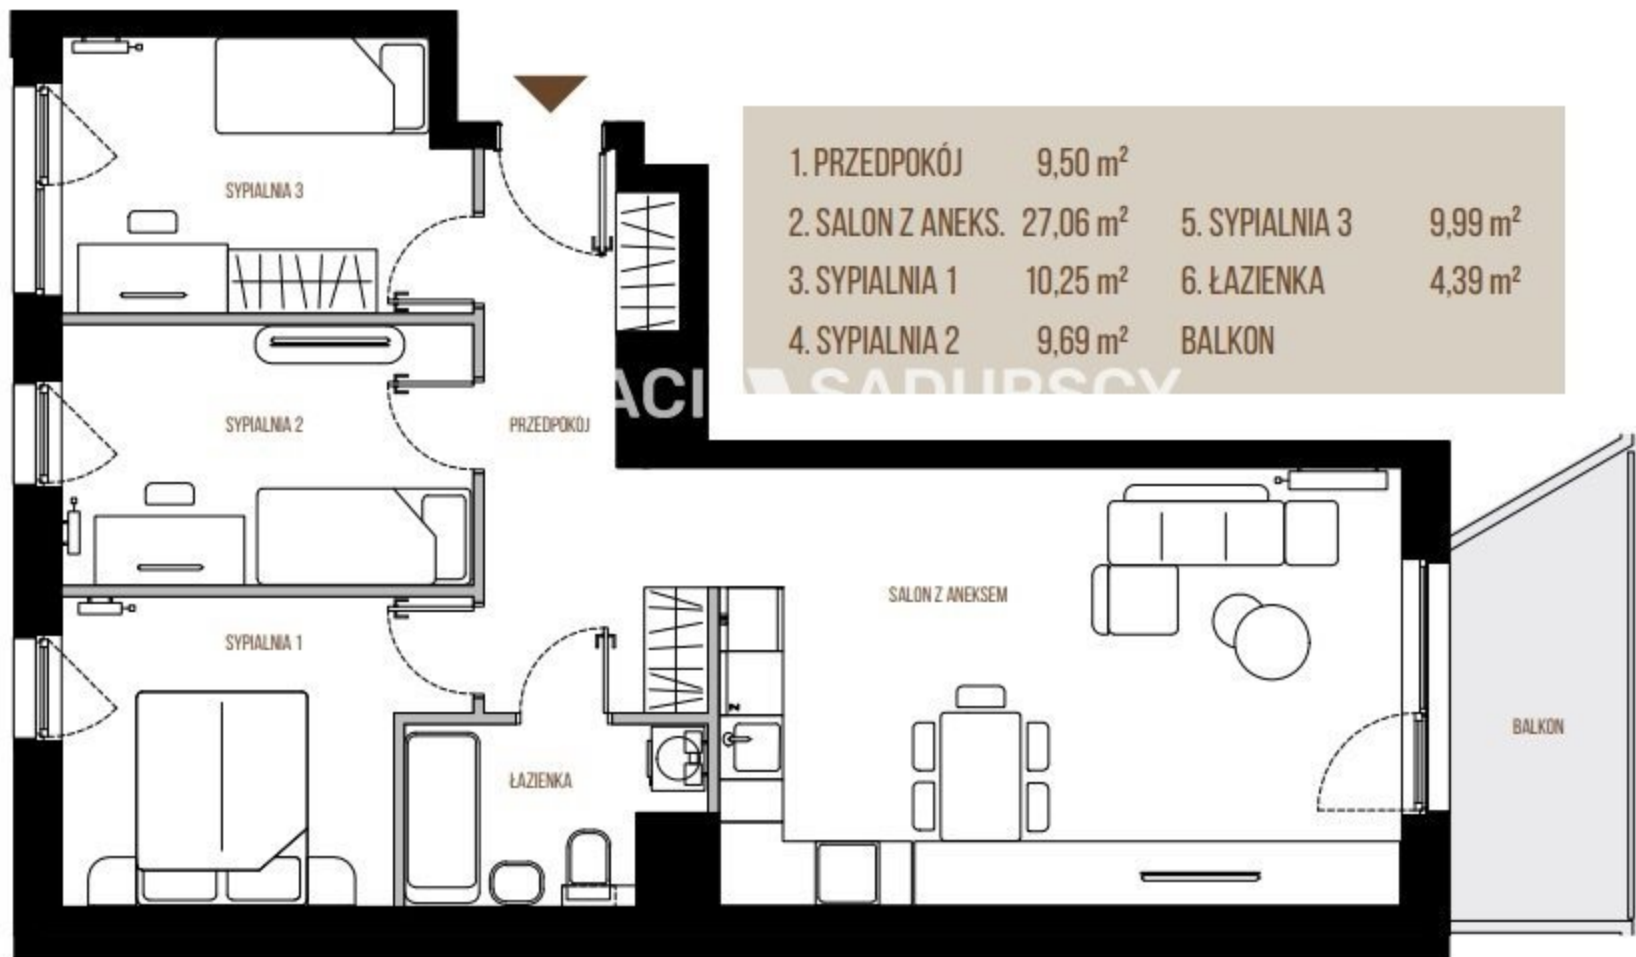 1. PRZEDPOKÓJ 9,50 m²
2. SALON Z ANEKS. 27,06 m² 5. SYPIALNIA 3 9,99 m²
3. SYPIALNIA 1 10,25 m² 6. ŁAZIENKA 4,39 m²
4. SYPIALNIA 2 9,69 m² BALKON
ACI SADURSCY
SYPIALNIA 3
SYPIALNIA 2
PRZEDPOKÓJ
SALON Z ANEKSEM
SYPIALNIA 1
BALKON
ŁAZIENKA